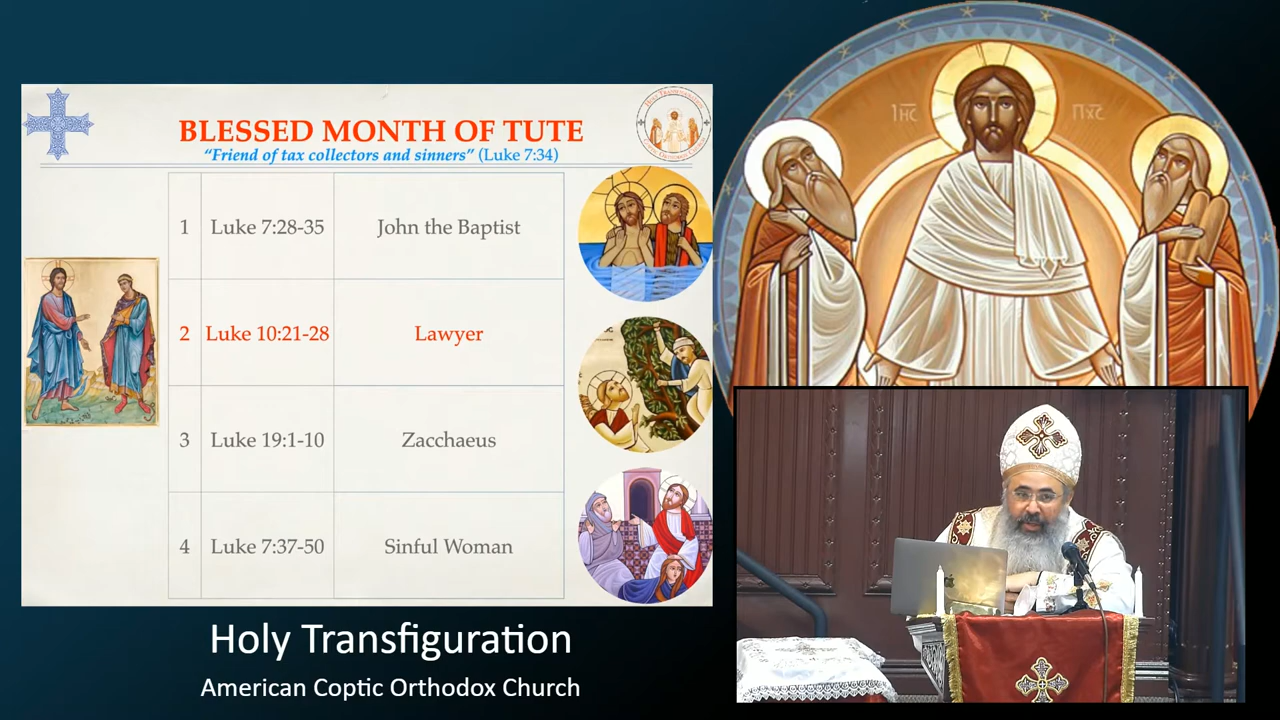 BLESSED MONTH OF TUTE
“Friend of tax collectors and sinners” (Luke 7:34)
1 Luke 7:28-35 John the Baptist
2 Luke 10:21-28 Lawyer
3 Luke 19:1-10 Zacchaeus
4 Luke 7:37-50 Sinful Woman
Holy Transfiguration
American Coptic Orthodox Church